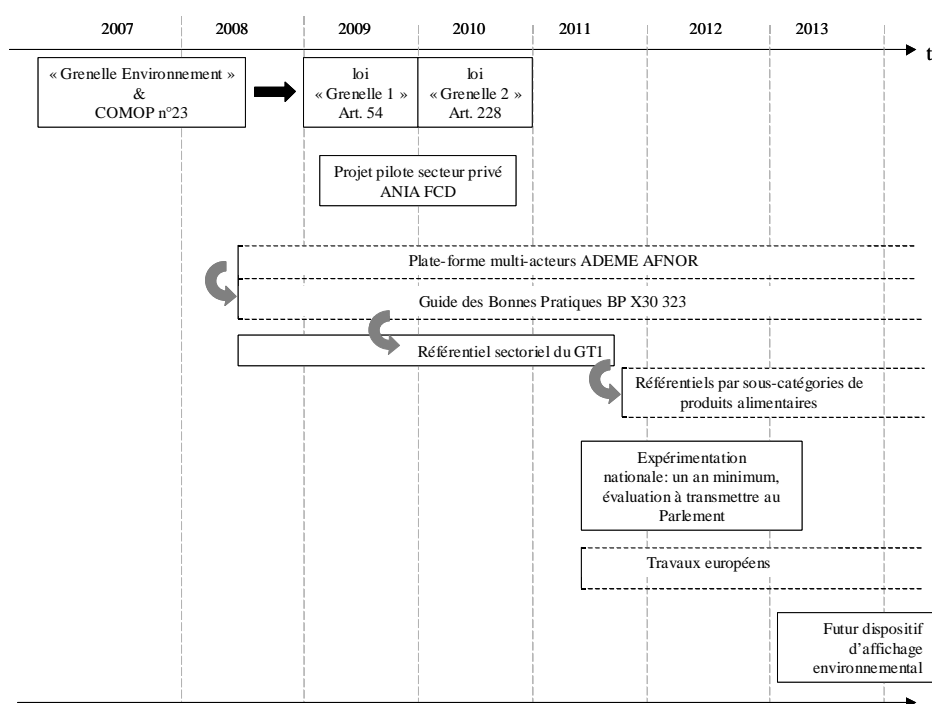 2007 2008 2009 2010 2011 2012 2013
t
« Grenelle Environnement »
&
COMOP n°23
loi
« Grenelle 1 »
Art. 54
loi
« Grenelle 2 »
Art. 228
Projet pilote secteur privé
ANIA FCD
Plate-forme multi-acteurs ADEME AFNOR
Guide des Bonnes Pratiques BP X30 323
Référentiel sectoriel du GT1
Référentiels par sous-catégories de
produits alimentaires
Expérimentation
nationale: un an minimum,
évaluation à transmettre au
Parlement
Travaux européens
Futur dispositif
d’affichage
environnemental